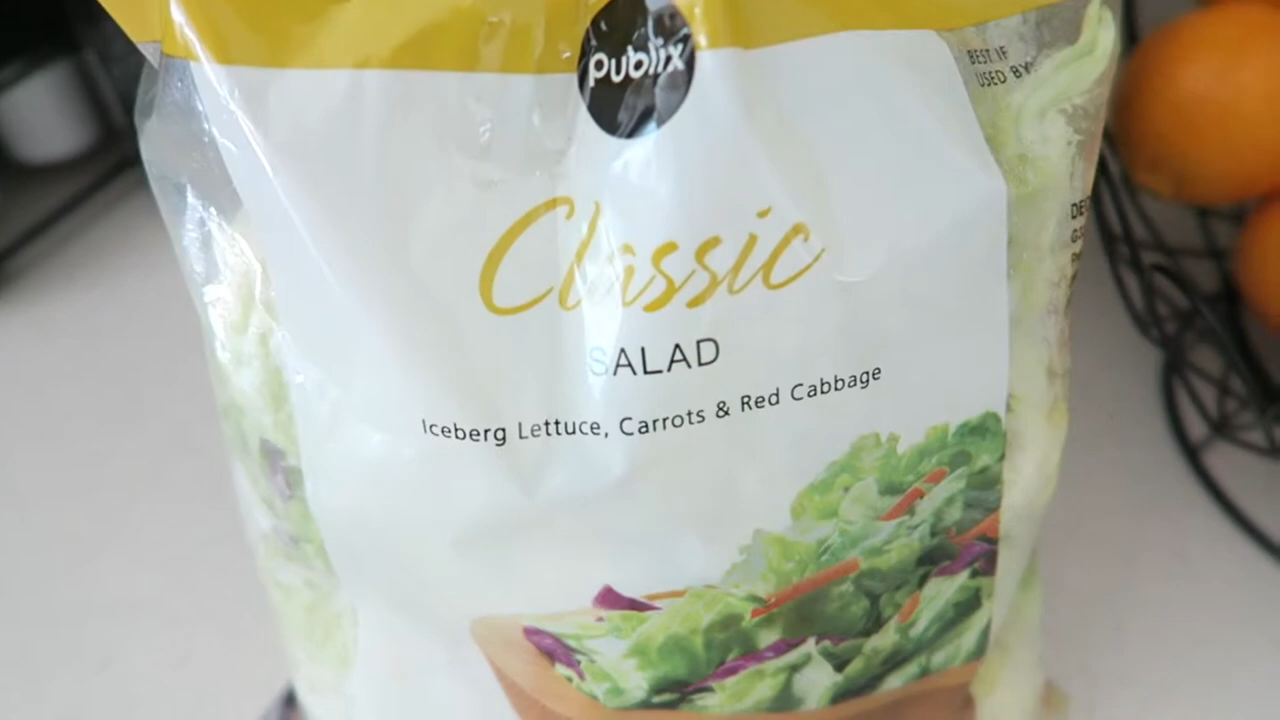 Publix
Classic
SALAD
Iceberg Lettuce, Carrots & Red Cabbage
BEST IF
USED BY